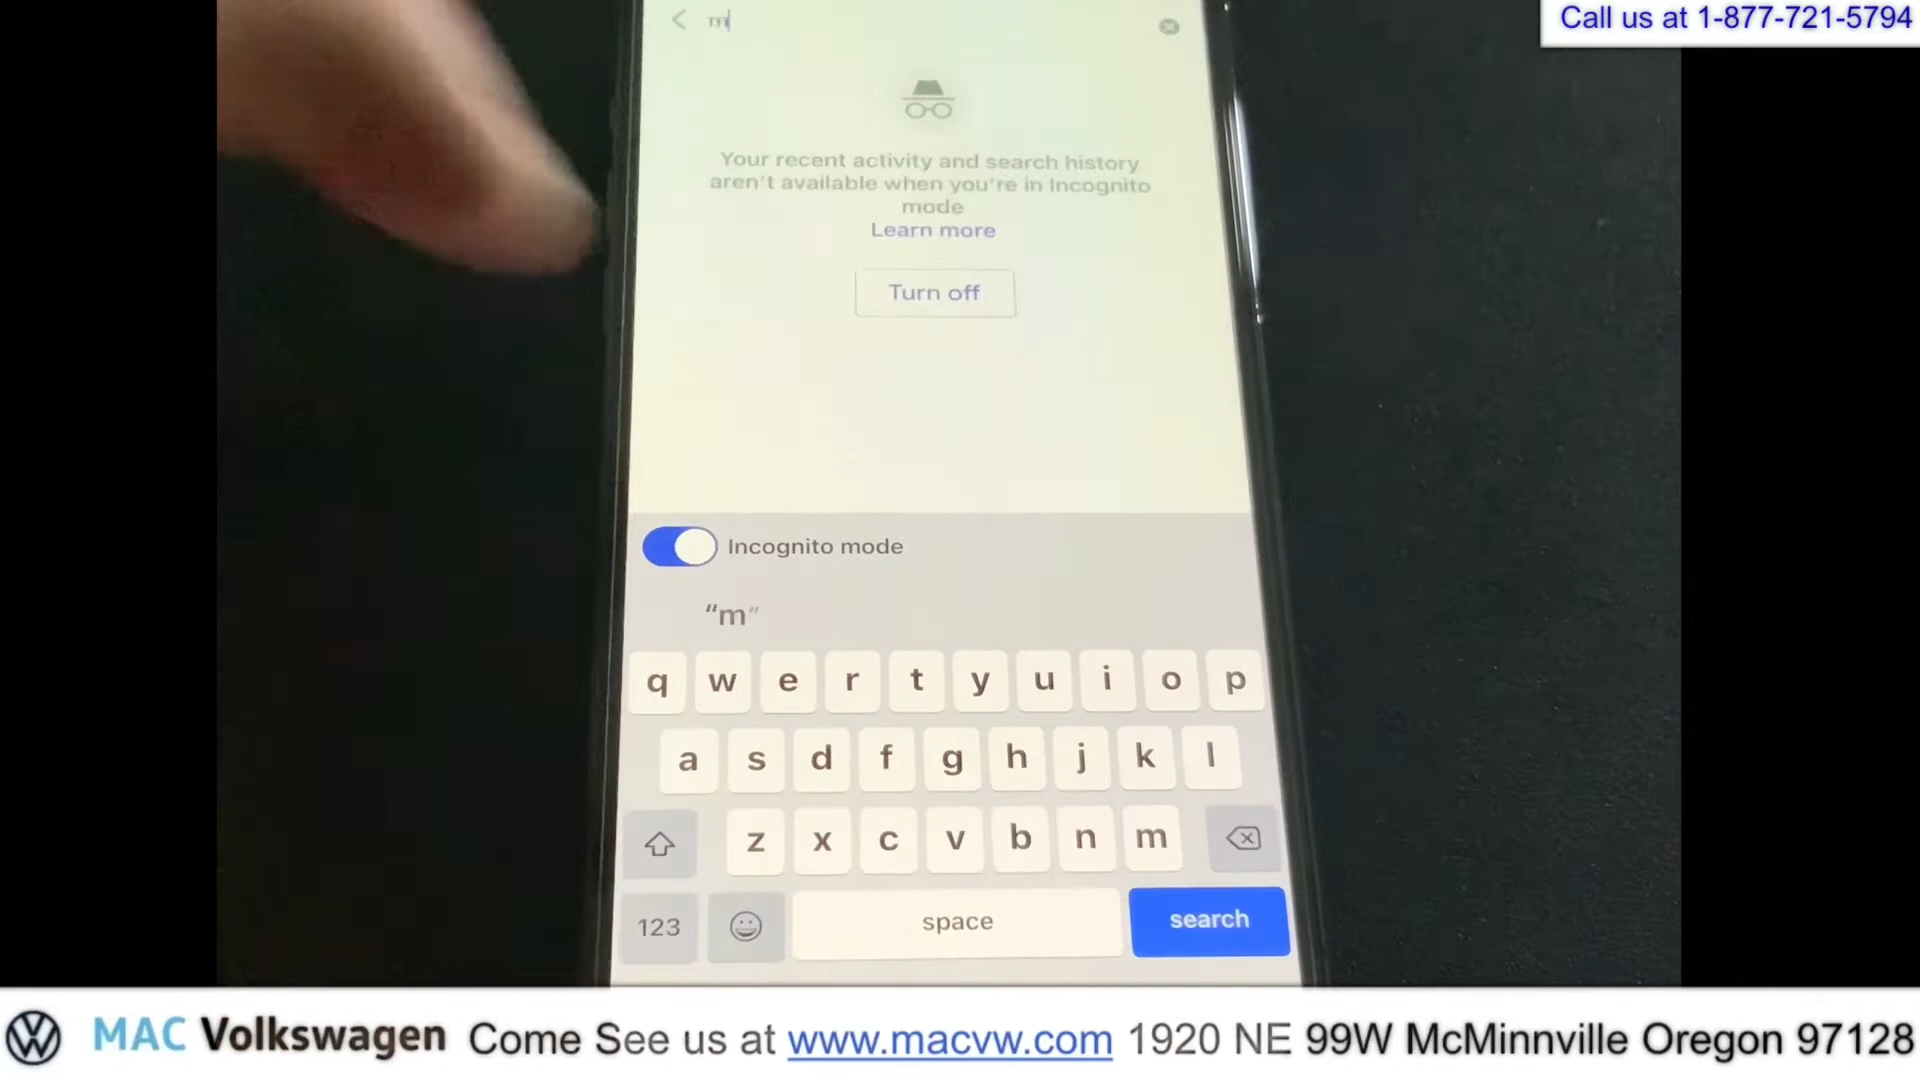 Call us at 1-877-721-5794
m
Your recent activity and search history
aren't available when you're in Incognito
mode
Learn more
Turn off
Incognito mode
“m”
q w e r t y u i o p
a s d f g h j k l
z x c v b n m
123 space search
MAC Volkswagen Come See us at www.macvw.com 1920 NE 99W McMinnville Oregon 97128